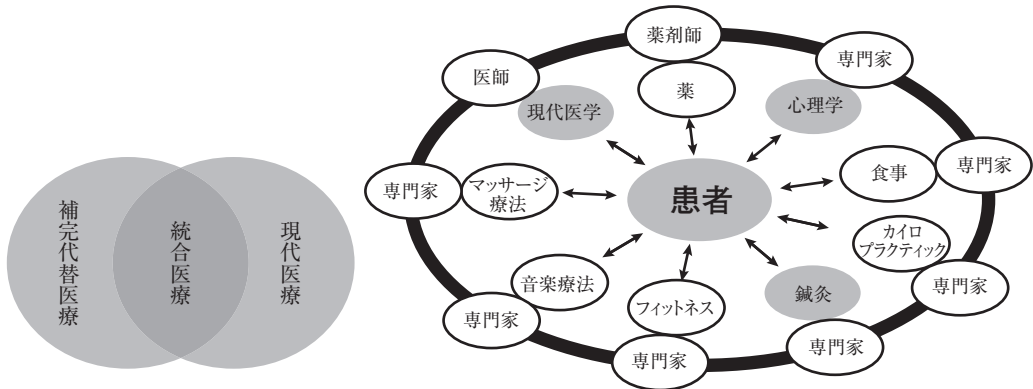 補完代替医療
統合医療
現代医療
薬剤師
医師
専門家
薬
現代医学
心理学
専門家
マッサージ
療法
患者
食事
専門家
カイロ
プラクティック
音楽療法
フィットネス
鍼灸
専門家
専門家
専門家
専門家